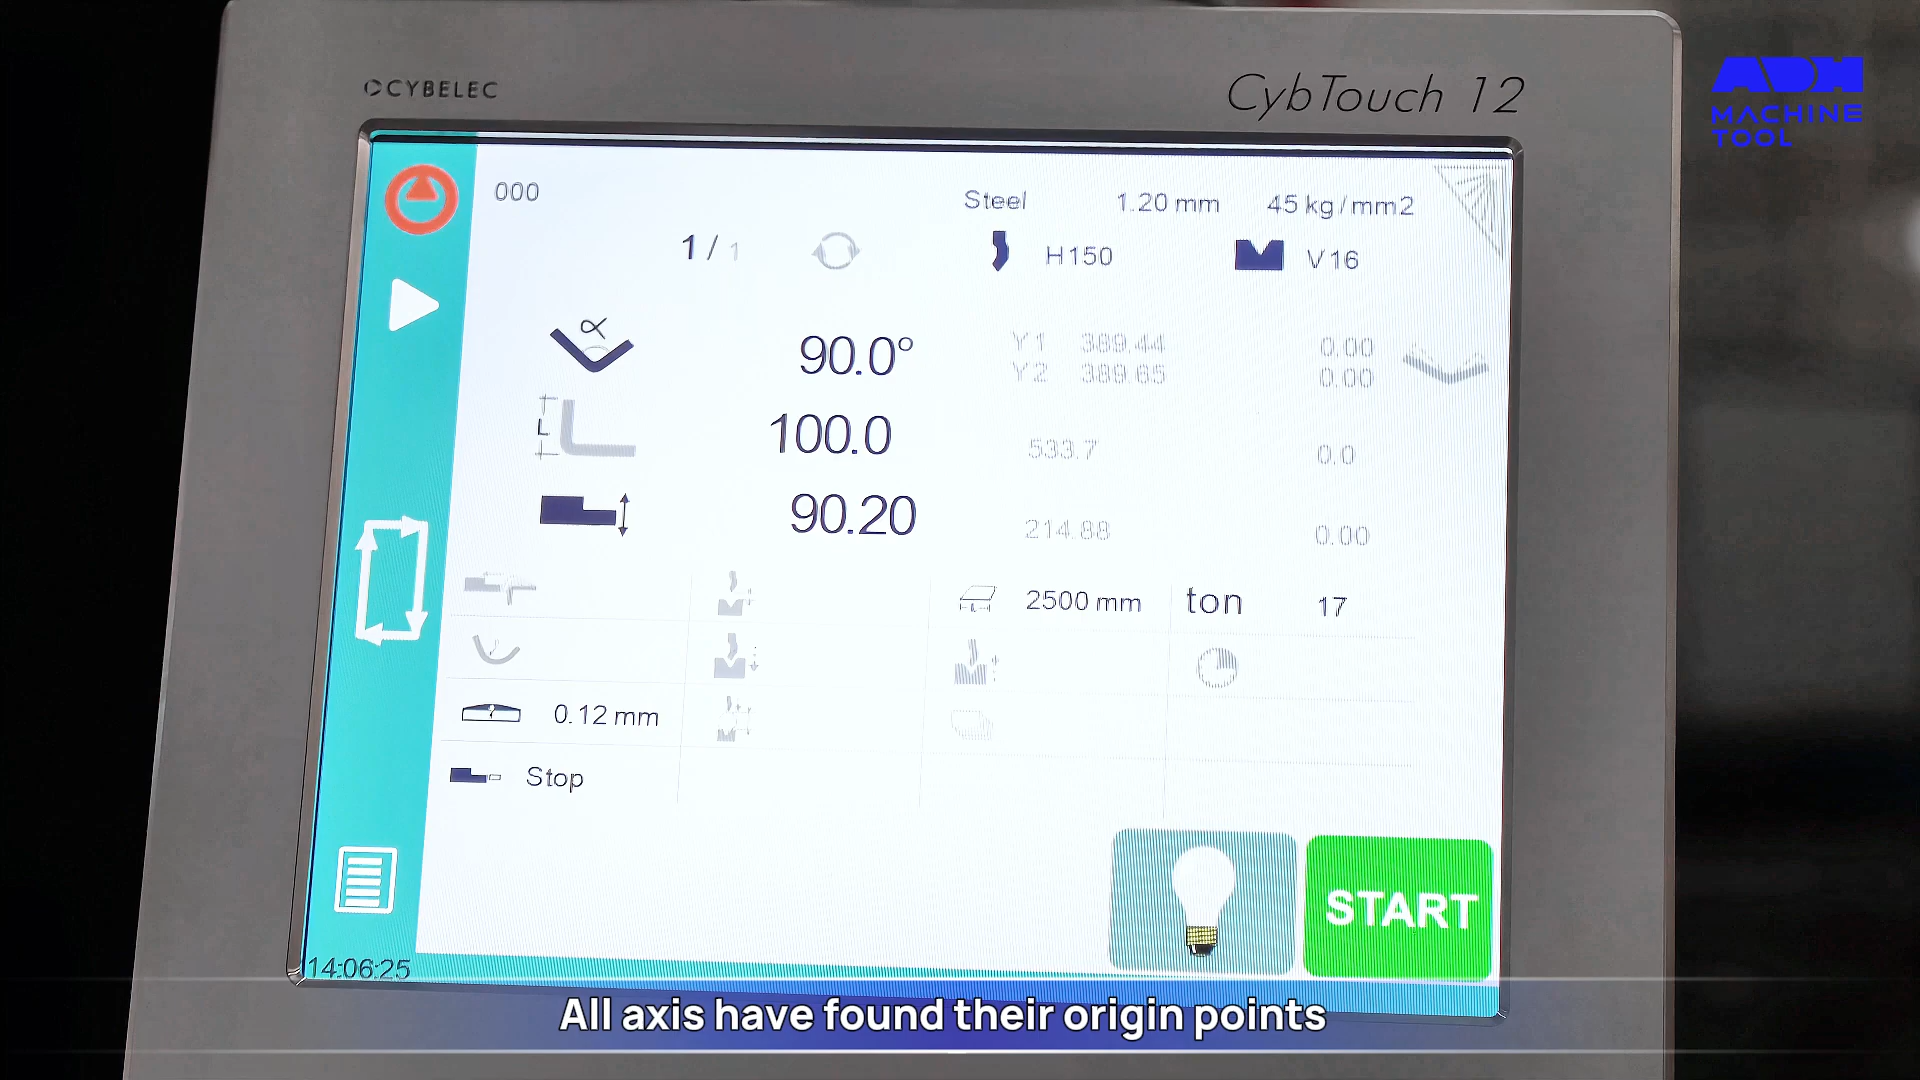 CYBELEC
CybTouch 12
ADH
MACHINE
TOOL
000
Steel 1.20 mm 45 kg/mm2
1 / 1 H150 V16
α 90.0° Y1 389.44 0.00
Y2 389.65 0.00
L 100.0 533.7 0.0
90.20 214.88 0.00
2500 mm ton 17
0.12 mm
Stop
START
14:06:25
All axis have found their origin points